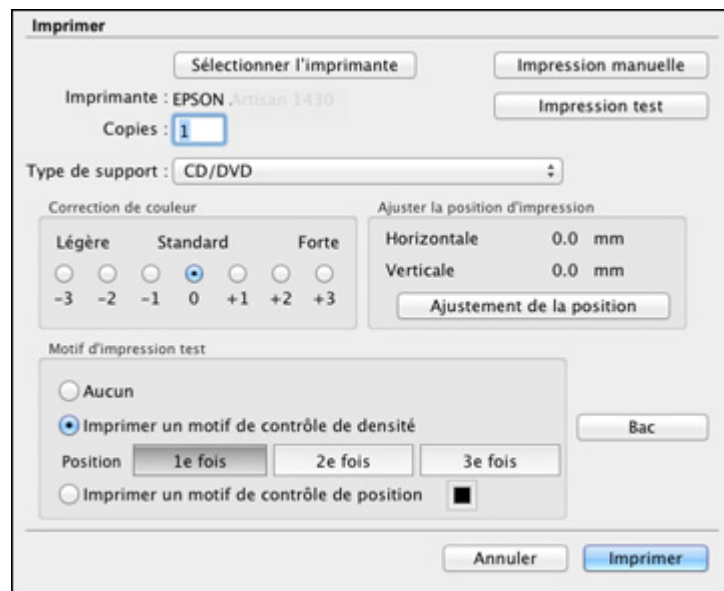 Imprimer
Sélectionner l'imprimante
Impression manuelle
Imprimante : EPSON Artisan 1430
Impression test
Copies : 1
Type de support : CD/DVD
Correction de couleur
Ajuster la position d'impression
Légère Standard Forte
Horizontale 0.0 mm
Verticale 0.0 mm
-3 -2 -1 0 +1 +2 +3
Ajustement de la position
Motif d'impression test
Aucun
Imprimer un motif de contrôle de densité
Bac
Position 1e fois 2e fois 3e fois
Imprimer un motif de contrôle de position
Annuler Imprimer